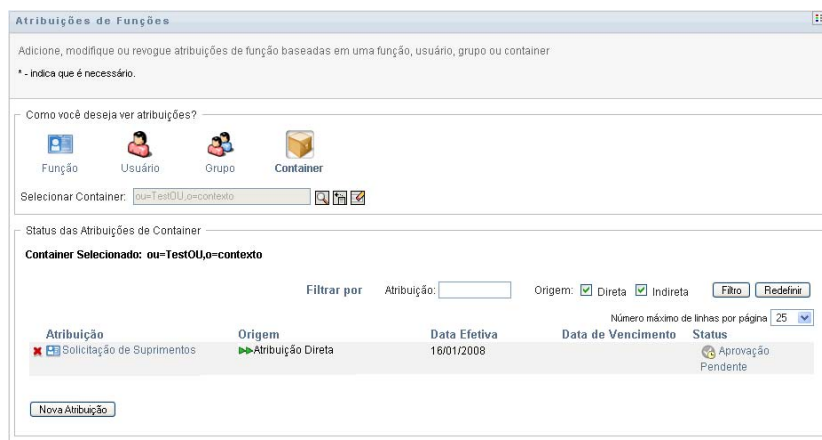 Atribuições de Funções
Adicione, modifique ou revogue atribuições de função baseadas em uma função, usuário, grupo ou container
* - indica que é necessário.
Como você deseja ver atribuições?
Função Usuário Grupo Container
Selecionar Container: ou=TestOU,o=contexto
Status das Atribuições de Container
Container Selecionado: ou=TestOU,o=contexto
Filtrar por Atribuição: Origem: Direta Indireta Filtro Redefinir
Número máximo de linhas por página 25
Atribuição Origem Data Efetiva Data de Vencimento Status
Solicitação de Suprimentos Atribuição Direta 16/01/2008 Aprovação
Pendente
Nova Atribuição